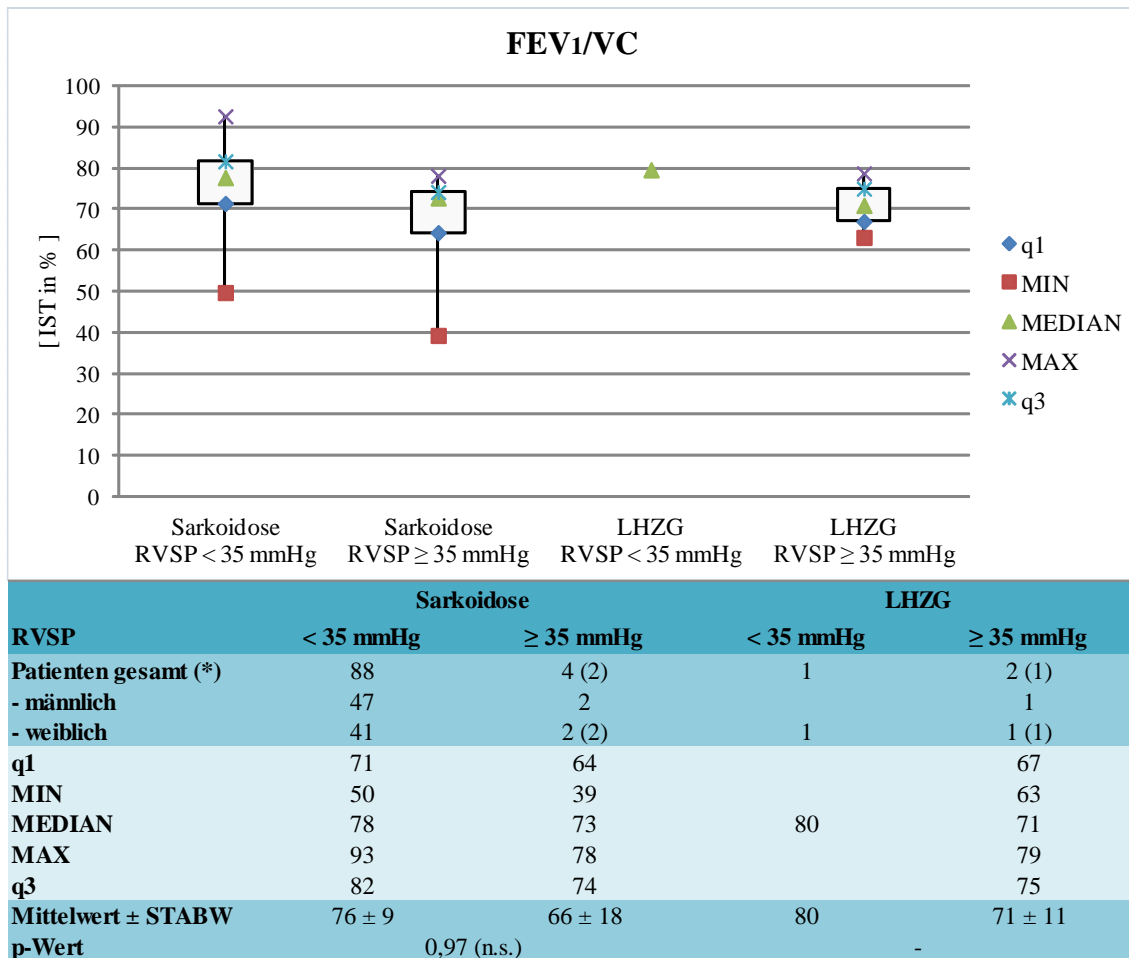 FEV1/VC
100
90
80
70
60
50
40
30
20
10
0
[ IST in % ]
Sarkoidose
RVSP < 35 mmHg
Sarkoidose
RVSP ≥ 35 mmHg
LHZG
RVSP < 35 mmHg
LHZG
RVSP ≥ 35 mmHg
q1
MIN
MEDIAN
MAX
q3
Sarkoidose LHZG
RVSP < 35 mmHg ≥ 35 mmHg < 35 mmHg ≥ 35 mmHg
Patienten gesamt (*) 88 4 (2) 1 2 (1)
- männlich 47 2 1
- weiblich 41 2 (2) 1 1 (1)
q1 71 64 67
MIN 50 39 63
MEDIAN 78 73 80 71
MAX 93 78 79
q3 82 74 75
Mittelwert ± STABW 76 ± 9 66 ± 18 80 71 ± 11
p-Wert 0,97 (n.s.) -